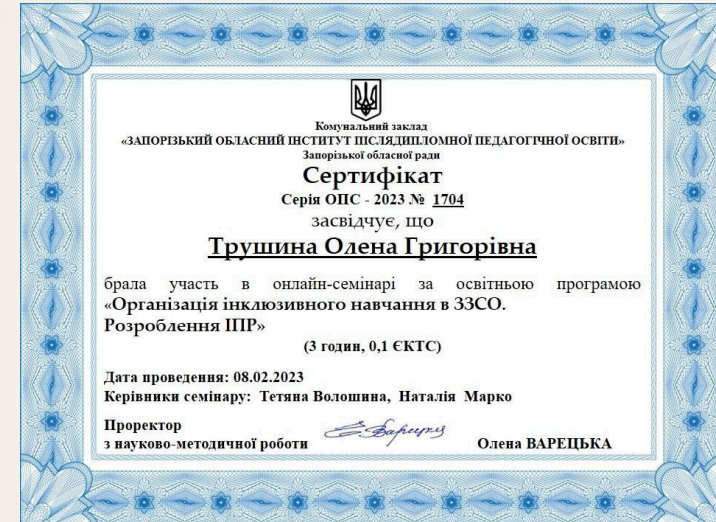 Комунальний заклад
«ЗАПОРІЗЬКИЙ ОБЛАСНИЙ ІНСТИТУТ ПІСЛЯДИПЛОМНОЇ ПЕДАГОГІЧНОЇ ОСВІТИ»
Запорізької обласної ради
Сертифікат
Серія ОПС - 2023 № 1704
засвідчує, що
Трушина Олена Григорівна
брала участь в онлайн-семінарі за освітньою програмою
«Організація інклюзивного навчання в ЗЗСО.
Розроблення ІПР»
(3 годин, 0,1 ЄКТС)
Дата проведення: 08.02.2023
Керівники семінару: Тетяна Волошина, Наталія Марко
Проректор
з науково-методичної роботи Олена ВАРЕЦЬКА